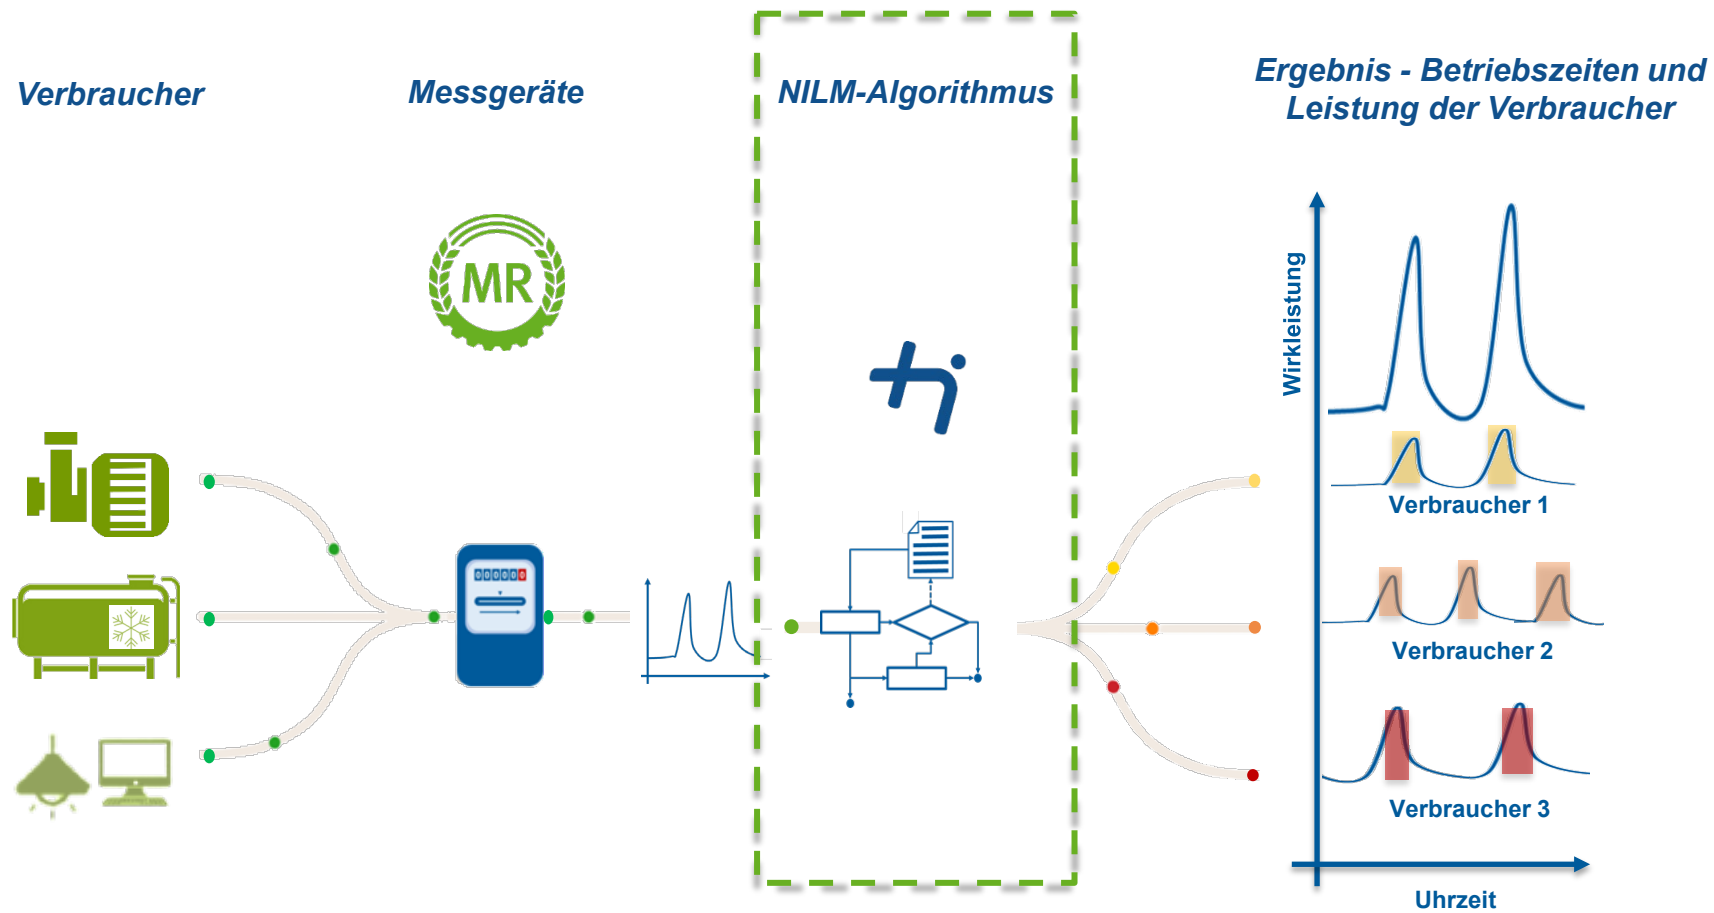 Verbraucher
Messgeräte
NILM-Algorithmus
Ergebnis - Betriebszeiten und
Leistung der Verbraucher
MR
000000
Wirkleistung
Verbraucher 1
Verbraucher 2
Verbraucher 3
Uhrzeit